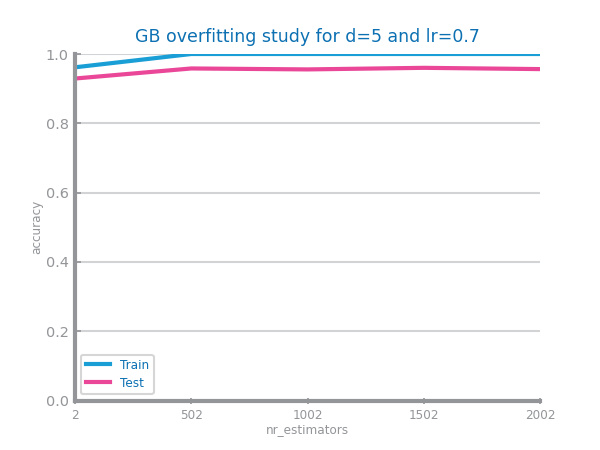 GB overfitting study for d=5 and lr=0.7
1.0
0.8
0.6
0.4
0.2
0.0
accuracy
Train
Test
2 502 1002 1502 2002
nr_estimators